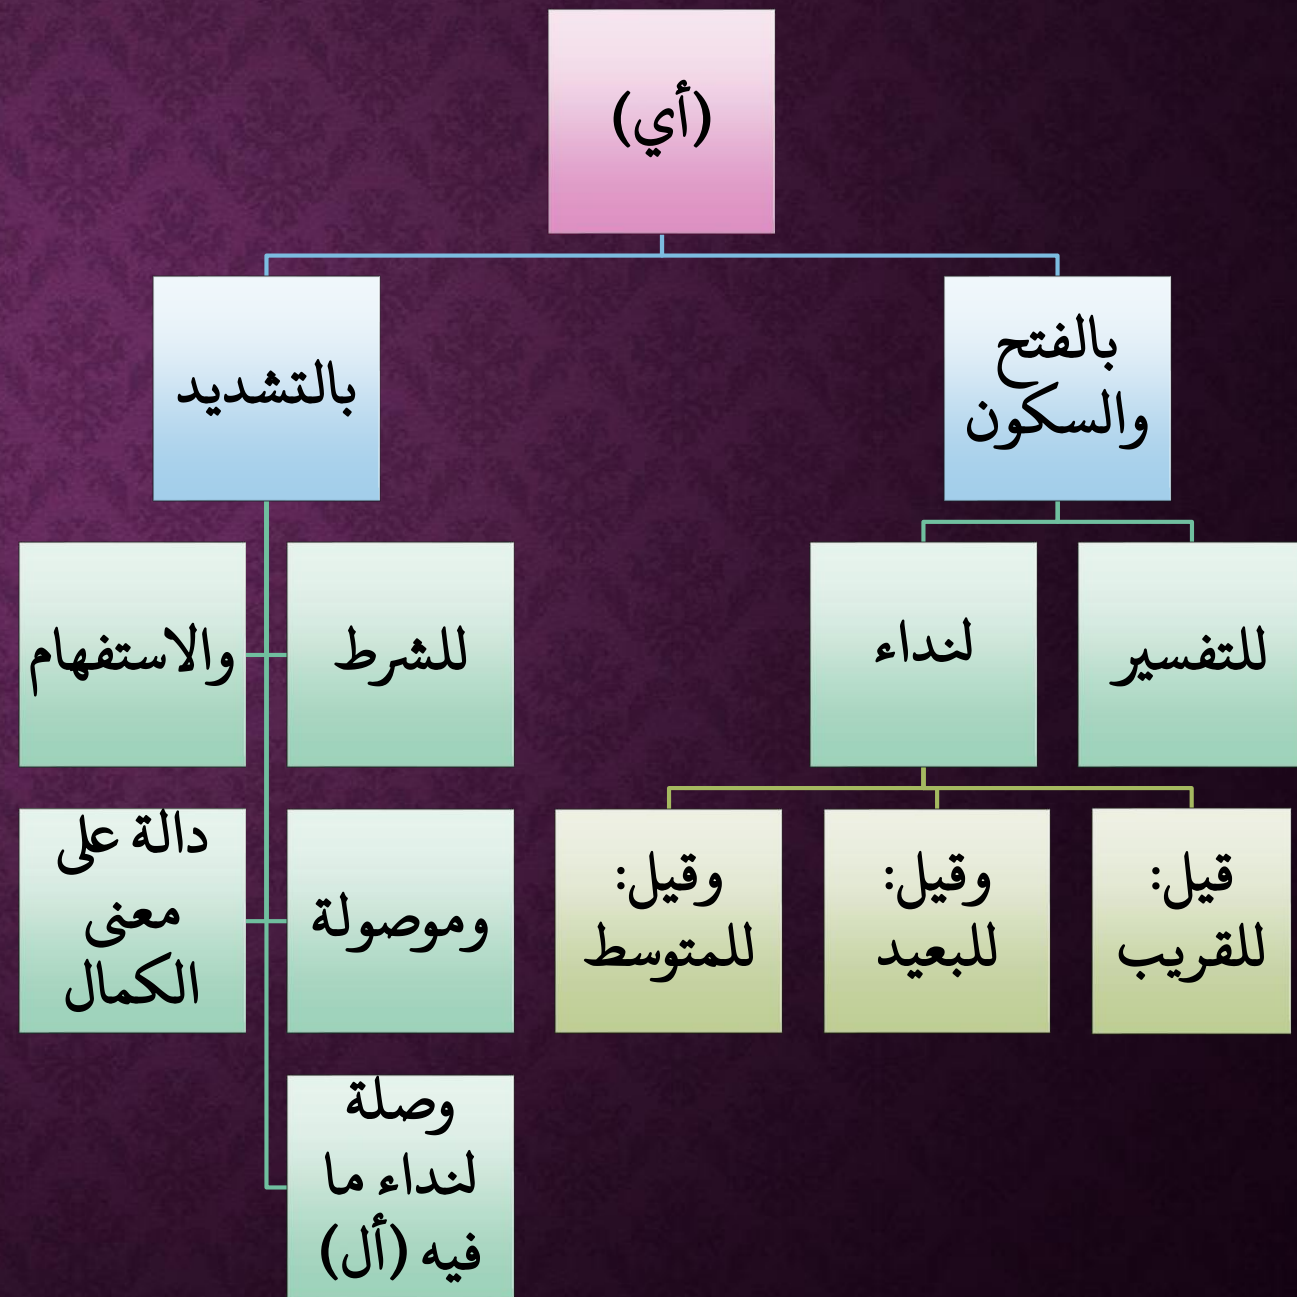 (أي)
بالفتح
والسكون
بالتشديد
للتفسير
لنداء
للشرط
والاستفهام
قيل:
للقريب
وقيل:
للبعيد
وقيل:
للمتوسط
وموصولة
دالة على
معنى
الكمال
وصلة
لنداء ما
فيه (أل)